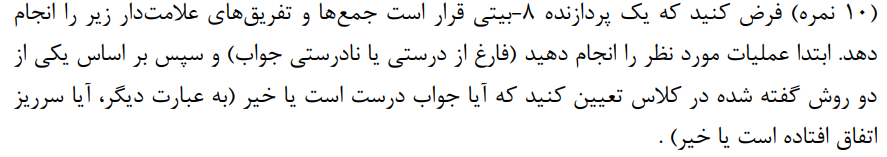 (۱۰ نمره) فرض کنید که یک پردازنده ۸-بیتی قرار است جمع‌ها و تفریق‌های علامت‌دار زیر را انجام
دهد. ابتدا عملیات مورد نظر را انجام دهید (فارغ از درستی یا نادرستی جواب) و سپس بر اساس یکی از
دو روش گفته شده در کلاس تعیین کنید که آیا جواب درست است یا خیر (به عبارت دیگر، آیا سرریز
اتفاق افتاده است یا خیر) .